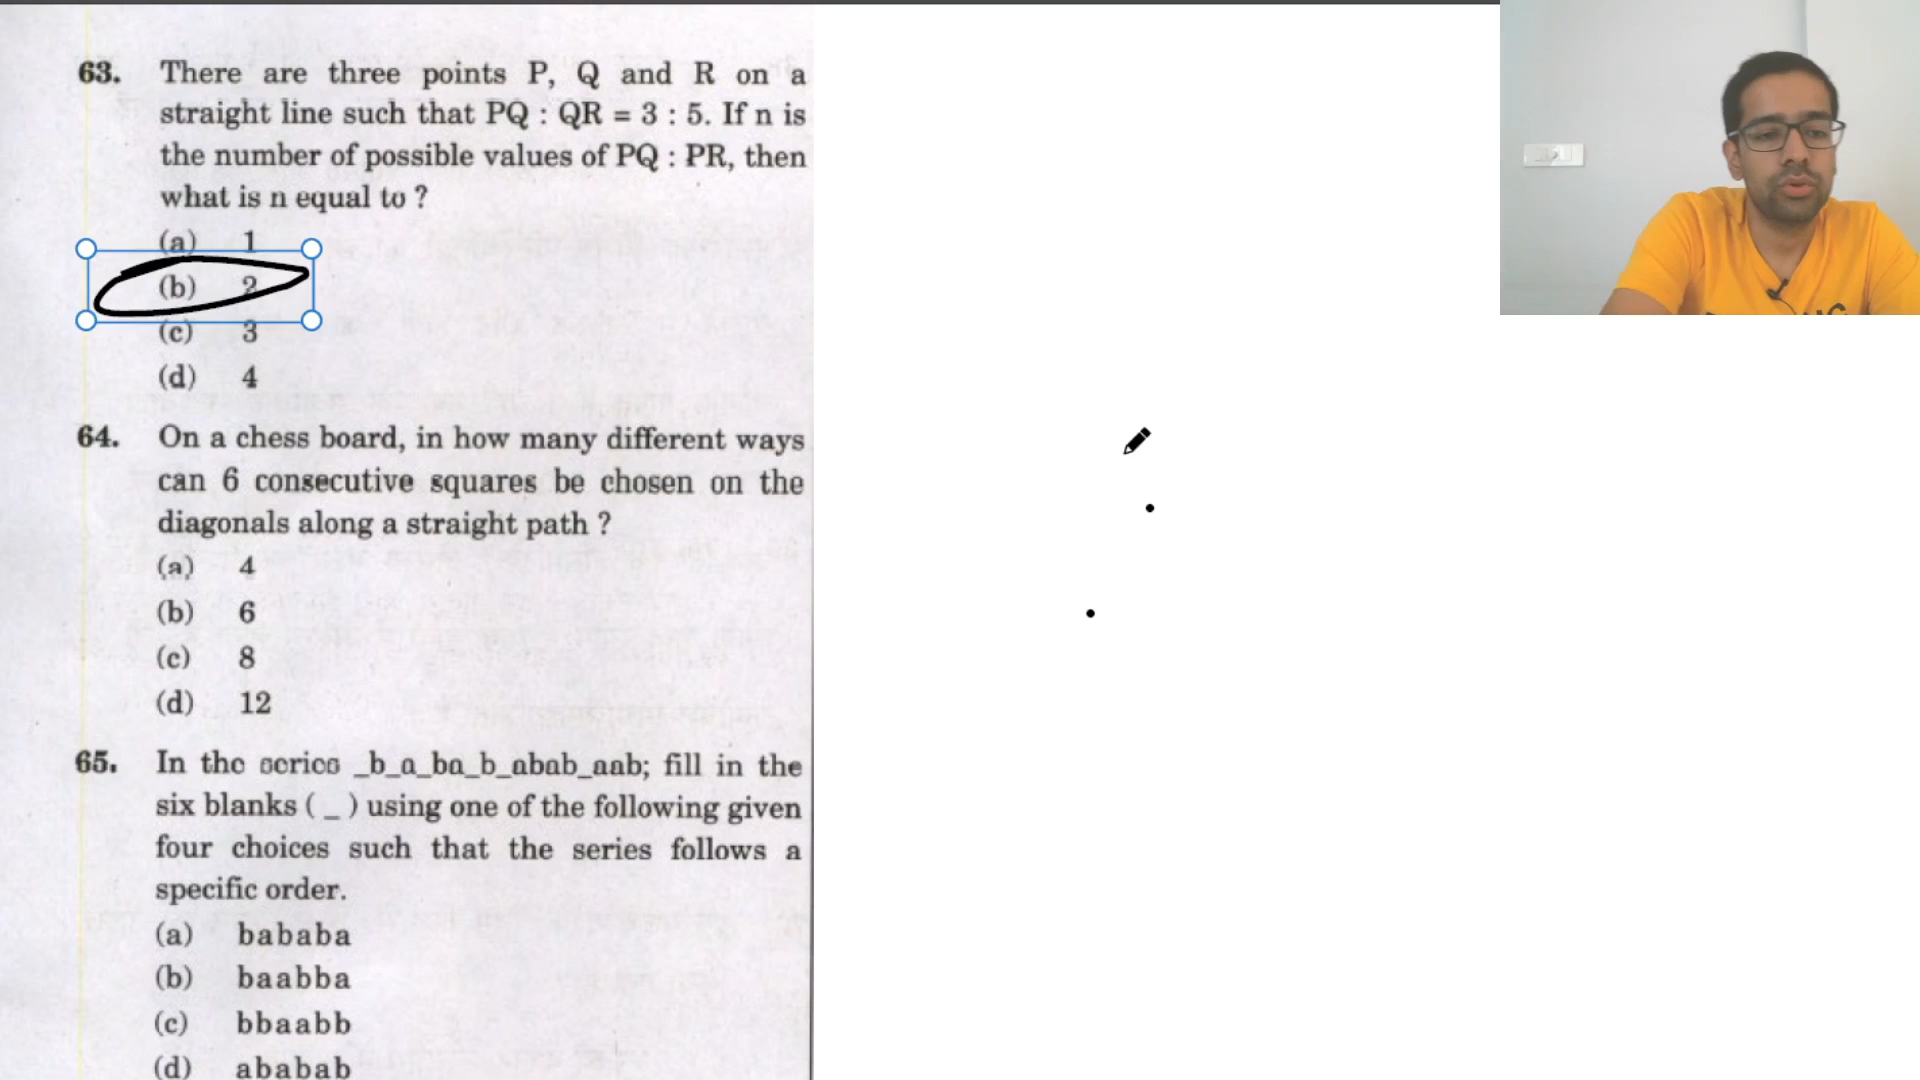 63. There are three points P, Q and R on a
straight line such that PQ : QR = 3 : 5. If n is
the number of possible values of PQ : PR, then
what is n equal to ?
(a) 1
(b) 2
(c) 3
(d) 4
64. On a chess board, in how many different ways
can 6 consecutive squares be chosen on the
diagonals along a straight path ?
(a) 4
(b) 6
(c) 8
(d) 12
65. In the series _b_a_ba_b_abab_aab; fill in the
six blanks ( _ ) using one of the following given
four choices such that the series follows a
specific order.
(a) bababa
(b) baabba
(c) bbaabb
(d) ababab